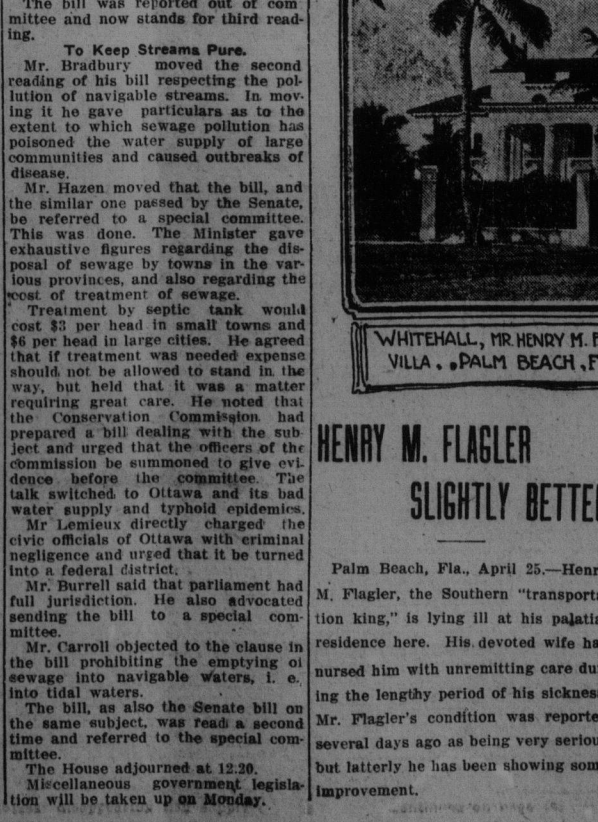 The bill was reported out of com
mittee and now stands for third read-
ing.
To Keep Streams Pure.
Mr. Bradbury moved the second
reading of his bill respecting the pol-
lution of navigable streams. In mov-
ing it he gave particulars as to the
extent to which sewage pollution has
poisoned the water supply of large
communities and caused outbreaks of
disease.
Mr. Hazen moved that the bill, and
the similar one passed by the Senate,
be referred to a special committee.
This was done. The Minister gave
exhaustive figures regarding the dis-
posal of sewage by towns in the var-
ious provinces, and also regarding the
cost of treatment of sewage.
Treatment by septic tank would
cost $3 per head in small towns and
$6 per head in large cities. He agreed
that if treatment was needed expense
should not be allowed to stand in the
way, but held that it was a matter
requiring great care. He noted that
the Conservation Commission had
prepared a bill dealing with the sub
ject and urged that the officers of the
commission be summoned to give evi-
dence before the committee. The
talk switched to Ottawa and its bad
water supply and typhoid epidemics.
Mr Lemieux directly charged the
civic officials of Ottawa with criminal
negligence and urged that it be turned
into a federal district.
Mr. Burrell said that parliament had
full jurisdiction. He also advocated
sending the bill to a special com-
mittee.
Mr. Carroll objected to the clause in
the bill prohibiting the emptying of
sewage into navigable waters, i. e.
into tidal waters.
The bill, as also the Senate bill on
the same subject, was read a second
time and referred to the special com-
mittee.
The House adjourned at 12.20.
Miscellaneous government legisla-
tion will be taken up on Monday.
WHITEHALL, MR. HENRY M. F
VILLA . . PALM BEACH , F
HENRY M. FLAGLER
SLIGHTLY BETTE
Palm Beach, Fla., April 25.—Henr
M. Flagler, the Southern "transporta
tion king," is lying ill at his palatia
residence here. His devoted wife ha
nursed him with unremitting care du
ing the lengthy period of his sickness
Mr. Flagler's condition was reporte
several days ago as being very seriou
but latterly he has been showing som
improvement.